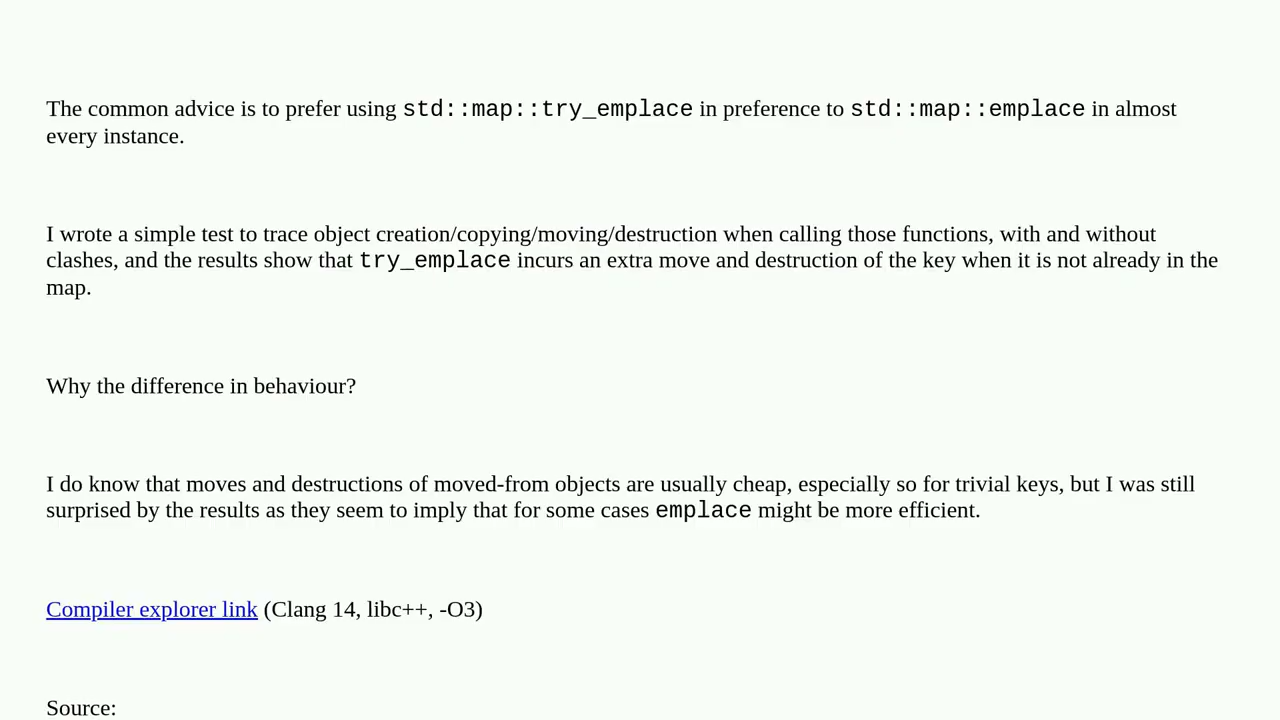 The common advice is to prefer using std::map::try_emplace in preference to std::map::emplace in almost
every instance.
I wrote a simple test to trace object creation/copying/moving/destruction when calling those functions, with and without
clashes, and the results show that try_emplace incurs an extra move and destruction of the key when it is not already in the
map.
Why the difference in behaviour?
I do know that moves and destructions of moved-from objects are usually cheap, especially so for trivial keys, but I was still
surprised by the results as they seem to imply that for some cases emplace might be more efficient.
Compiler explorer link (Clang 14, libc++, -O3)
Source: